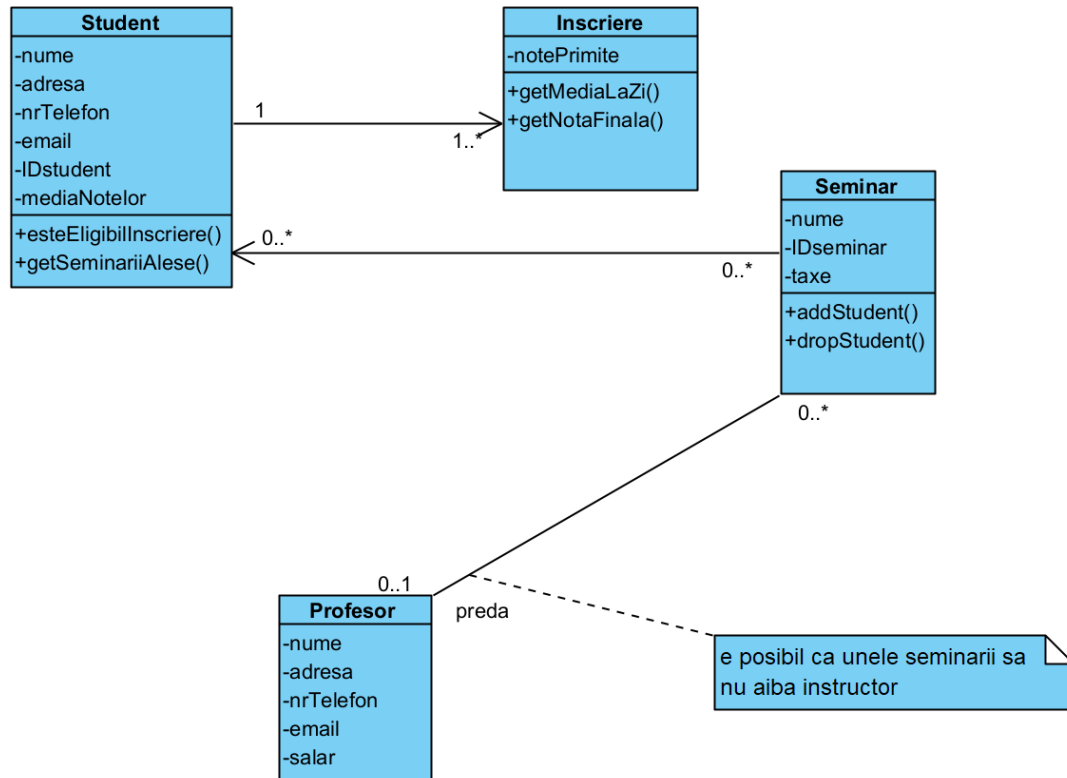 Student
-nume
-adresa
-nrTelefon
-email
-IDstudent
-mediaNotelor
+esteEligibilInscriere()
+getSeminariiAlese()
Inscriere
-notePrimite
+getMediaLaZi()
+getNotaFinala()
1
1..*
Seminar
-nume
-IDseminar
-taxe
+addStudent()
+dropStudent()
0..*
0..*
0..*
0..1
preda
Profesor
-nume
-adresa
-nrTelefon
-email
-salar
e posibil ca unele seminarii sa
nu aiba instructor